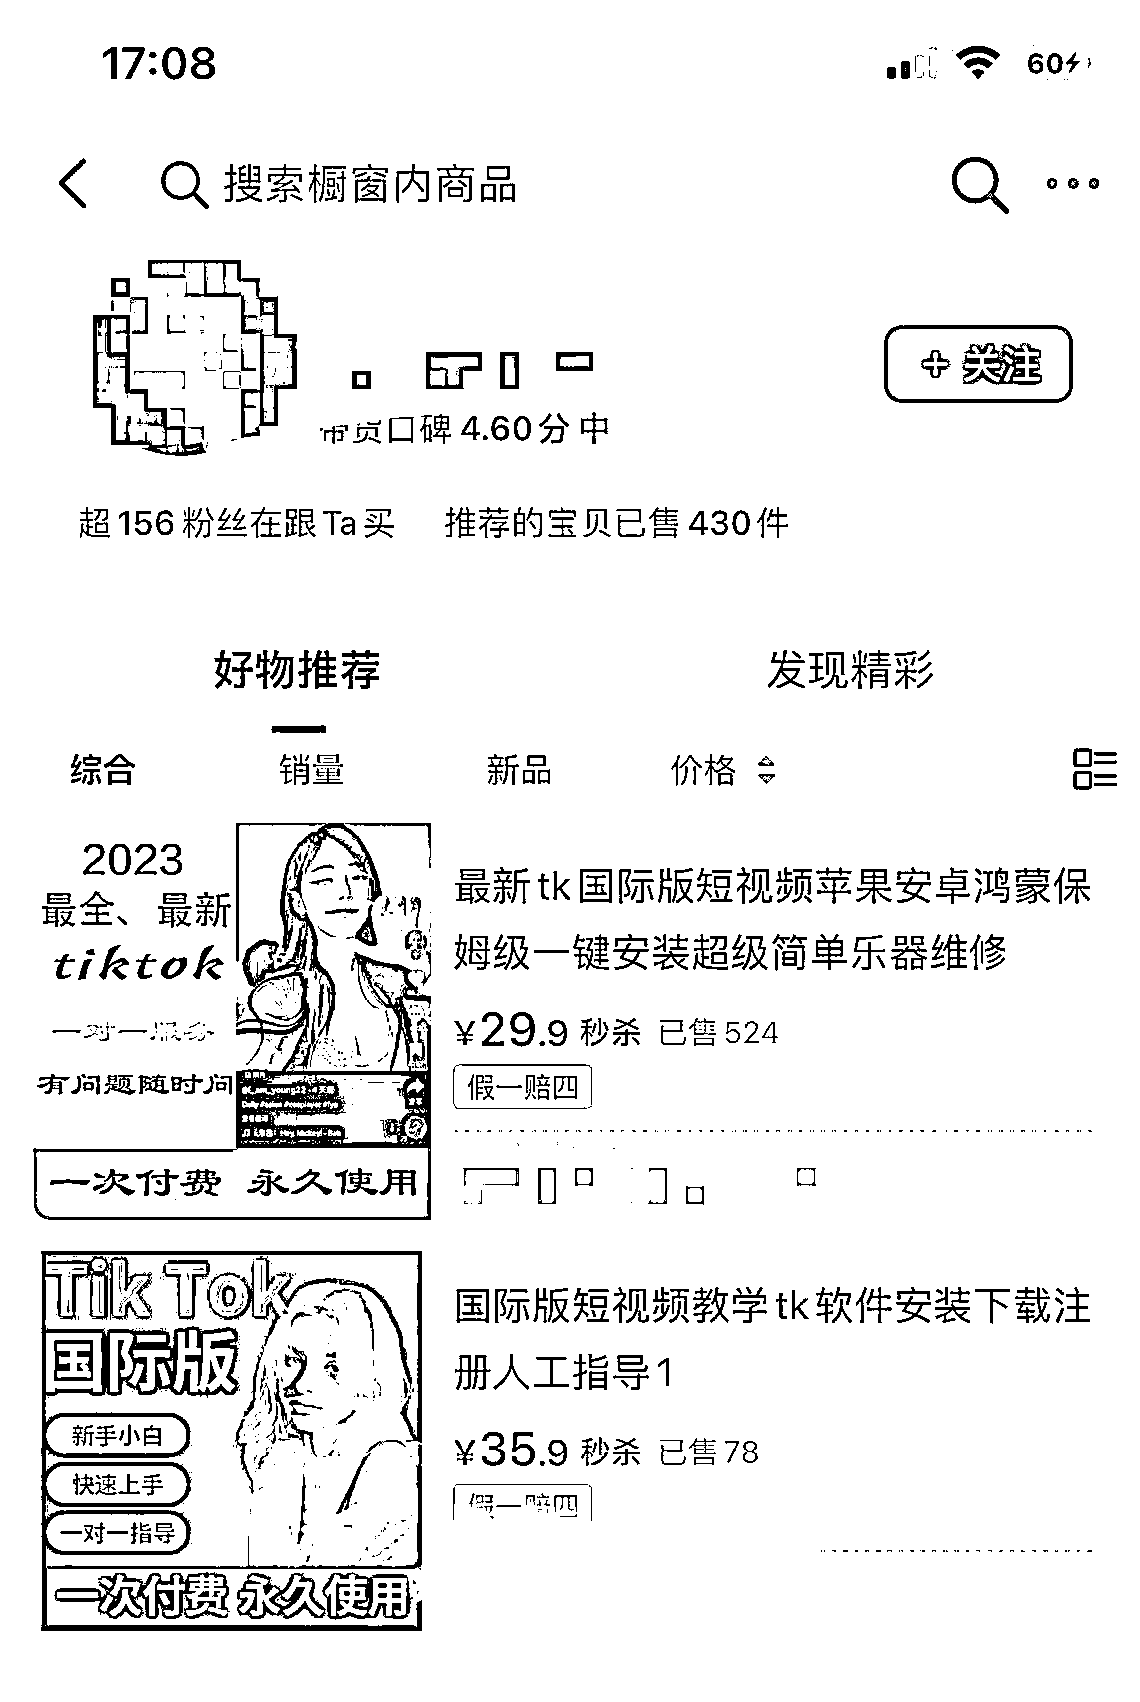 17:08
60
搜索橱窗内商品
+ 关注
带货口碑 4.60分 中
超156粉丝在跟Ta买 推荐的宝贝已售430件
好物推荐 发现精彩
综合 销量 新品 价格
2023
最全、最新
tiktok
一对一服务
有问题随时问
一次付费 永久使用
最新tk国际版短视频苹果安卓鸿蒙保
姆级一键安装超级简单乐器维修
¥29.9 秒杀 已售524
假一赔四
Tik Tok
国际版
新手小白
快速上手
一对一指导
一次付费 永久使用
国际版短视频教学tk软件安装下载注
册人工指导1
¥35.9 秒杀 已售78
假一赔四